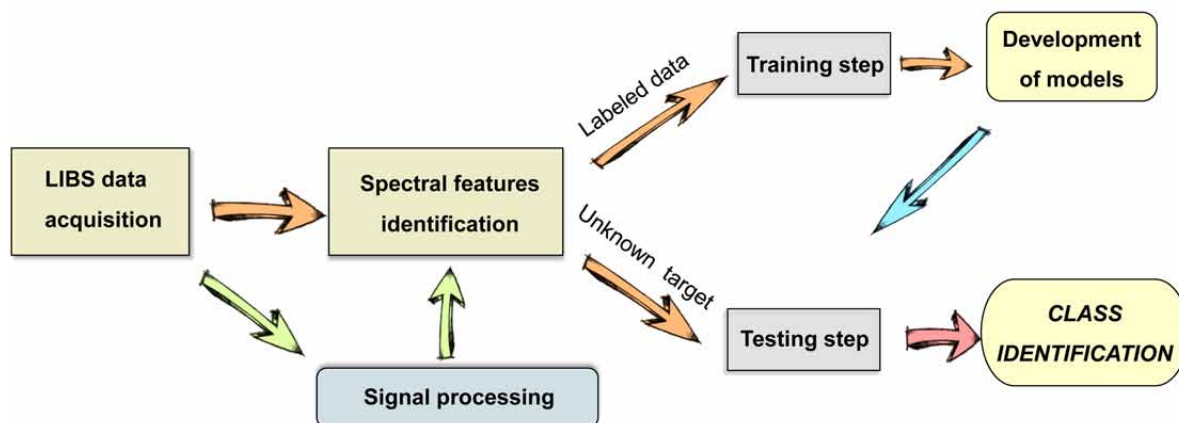 LIBS data
acquisition
Spectral features
identification
Signal processing
Labeled data
Unknown target
Training step
Development
of models
Testing step
CLASS
IDENTIFICATION